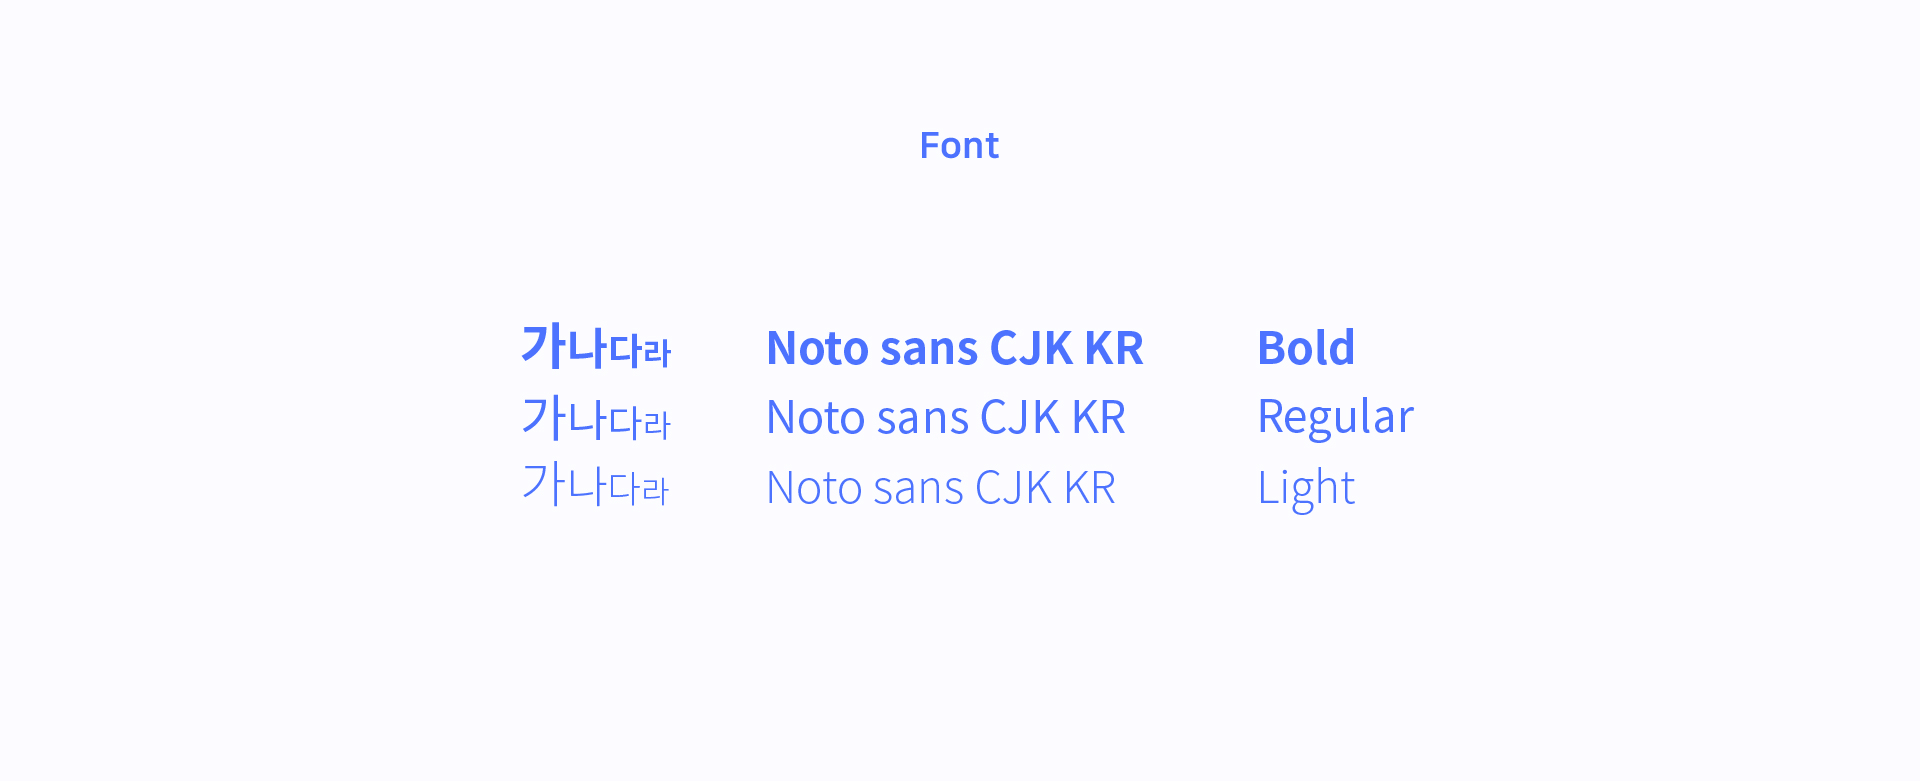 Font
가나다라 Noto sans CJK KR Bold
가나다라 Noto sans CJK KR Regular
가나다라 Noto sans CJK KR Light